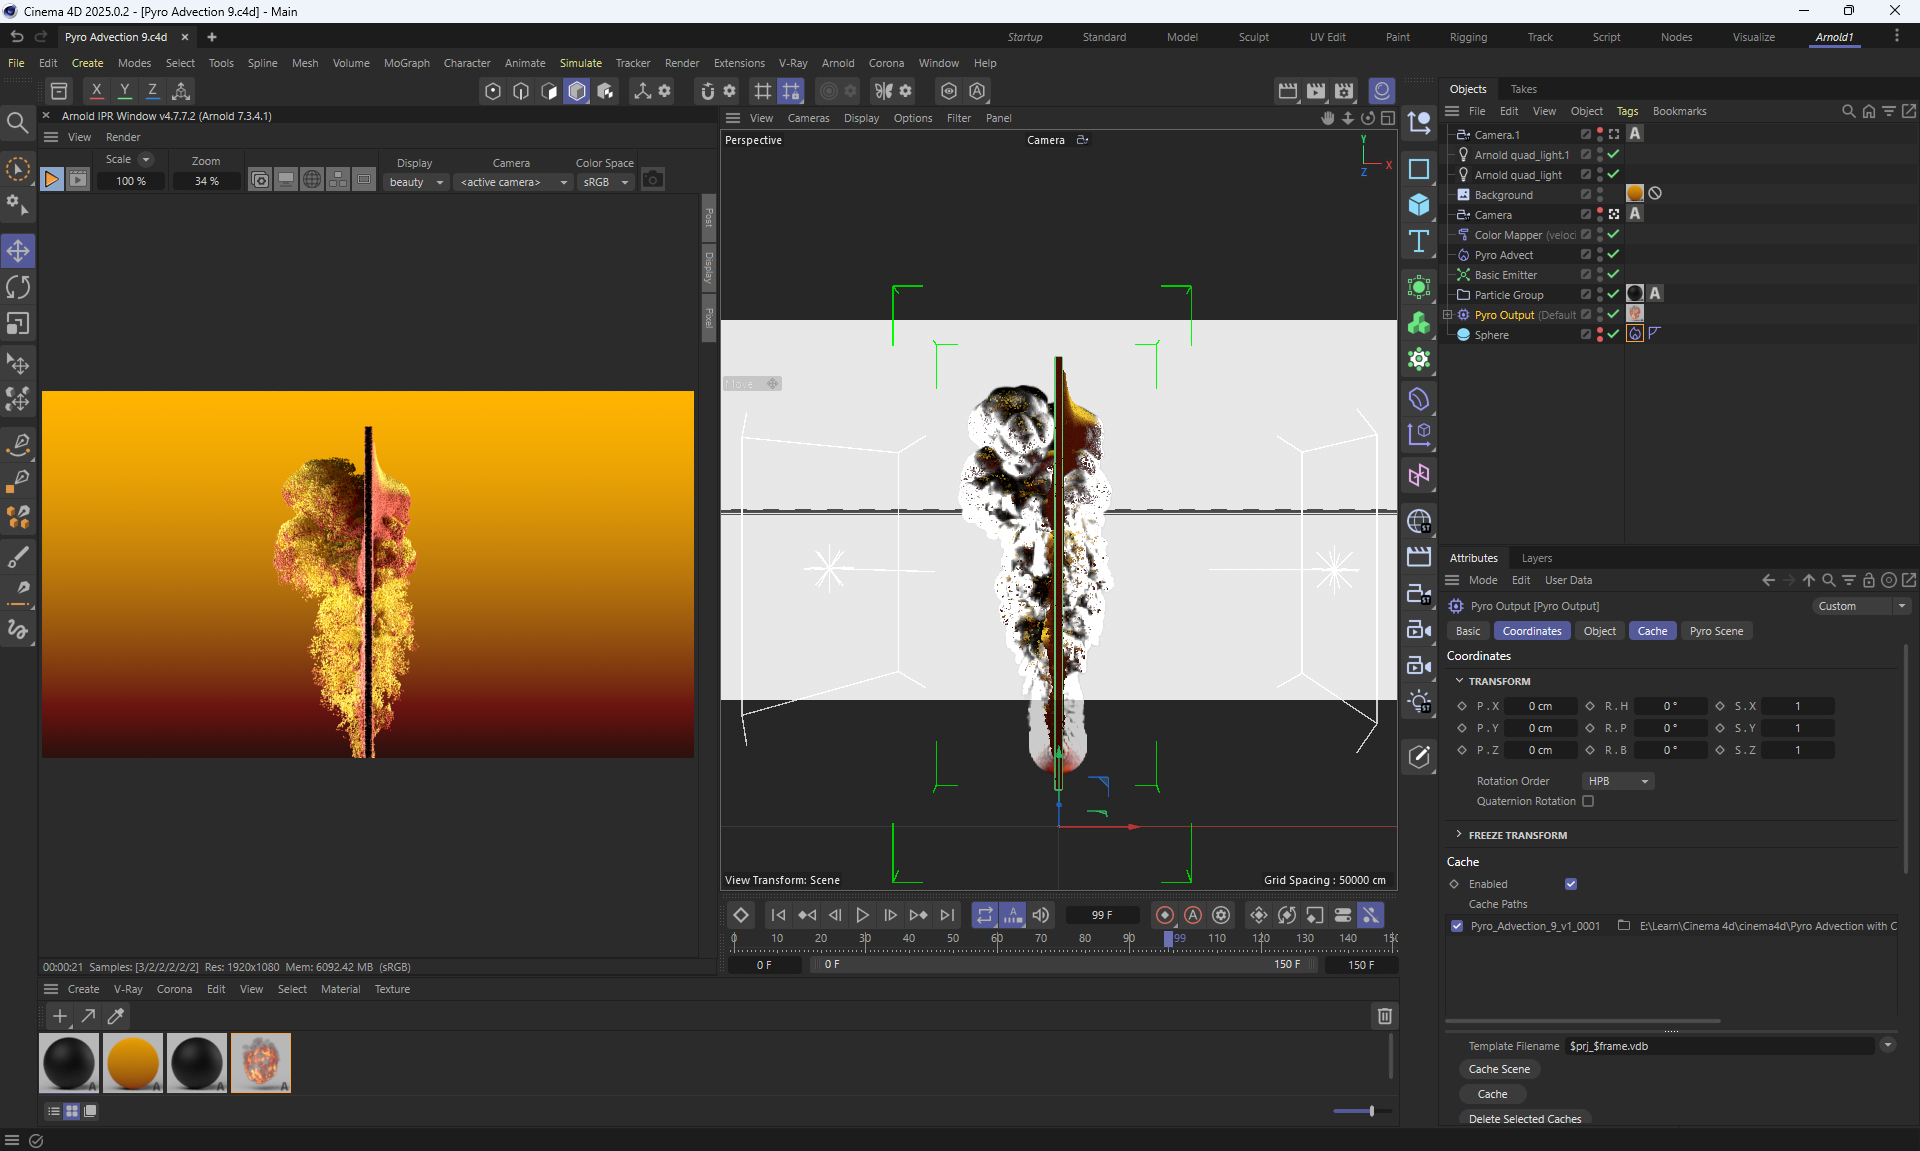 Cinema 4D 2025.0.2 - [Pyro Advection 9.c4d] - Main
Pyro Advection 9.c4d
Startup Standard Model Sculpt UV Edit Paint Rigging Track Script Nodes Visualize Arnold1
File Edit Create Modes Select Tools Spline Mesh Volume MoGraph Character Animate Simulate Tracker Render Extensions V-Ray Arnold Corona Window Help
X Y Z
Arnold IPR Window v4.7.7.2 (Arnold 7.3.4.1)
View Render
Scale Zoom Display Camera Color Space
100 % 34 % beauty <active camera> sRGB
Post
Display
Pixel
00:00:21 Samples: [3/2/2/2/2/2] Res: 1920x1080 Mem: 6092.42 MB (sRGB)
View Cameras Display Options Filter Panel
Perspective
Camera
Y
X
Z
Move
View Transform: Scene
Grid Spacing : 50000 cm
99 F
0 10 20 30 40 50 60 70 80 90 99 110 120 130 140 150
0 F 0 F 150 F 150 F
Create V-Ray Corona Edit View Select Material Texture
Objects Takes
File Edit View Object Tags Bookmarks
Camera.1
Arnold quad_light.1
Arnold quad_light
Background
Camera
Color Mapper (veloc
Pyro Advect
Basic Emitter
Particle Group
Pyro Output (Default
Sphere
Attributes Layers
Mode Edit User Data
Pyro Output [Pyro Output]
Custom
Basic Coordinates Object Cache Pyro Scene
Coordinates
TRANSFORM
P . X 0 cm R . H 0 ° S . X 1
P . Y 0 cm R . P 0 ° S . Y 1
P . Z 0 cm R . B 0 ° S . Z 1
Rotation Order HPB
Quaternion Rotation
FREEZE TRANSFORM
Cache
Enabled
Cache Paths
Pyro_Advection_9_v1_0001 E:\Learn\Cinema 4d\cinema4d\Pyro Advection with C
Template Filename $prj_$frame.vdb
Cache Scene
Cache
Delete Selected Caches